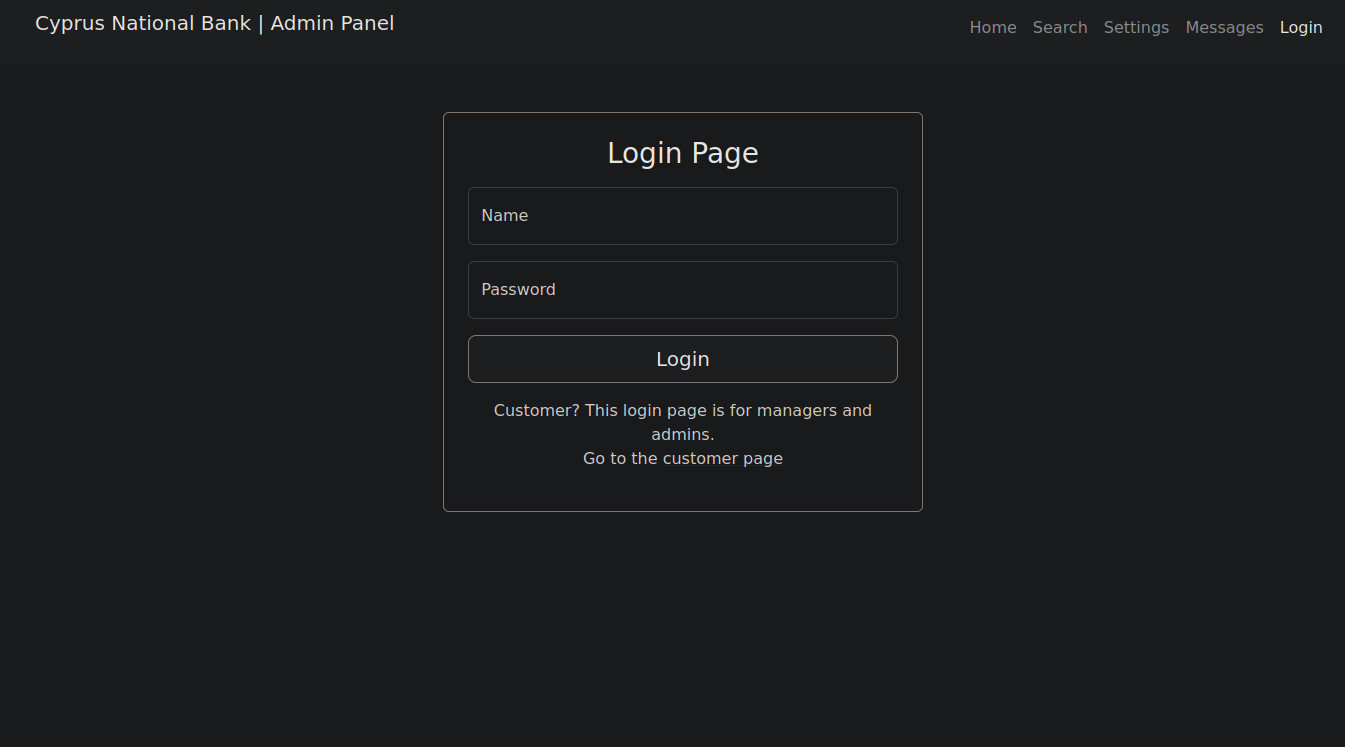 Cyprus National Bank | Admin Panel
Home Search Settings Messages Login
Login Page
Name
Password
Login
Customer? This login page is for managers and
admins.
Go to the customer page